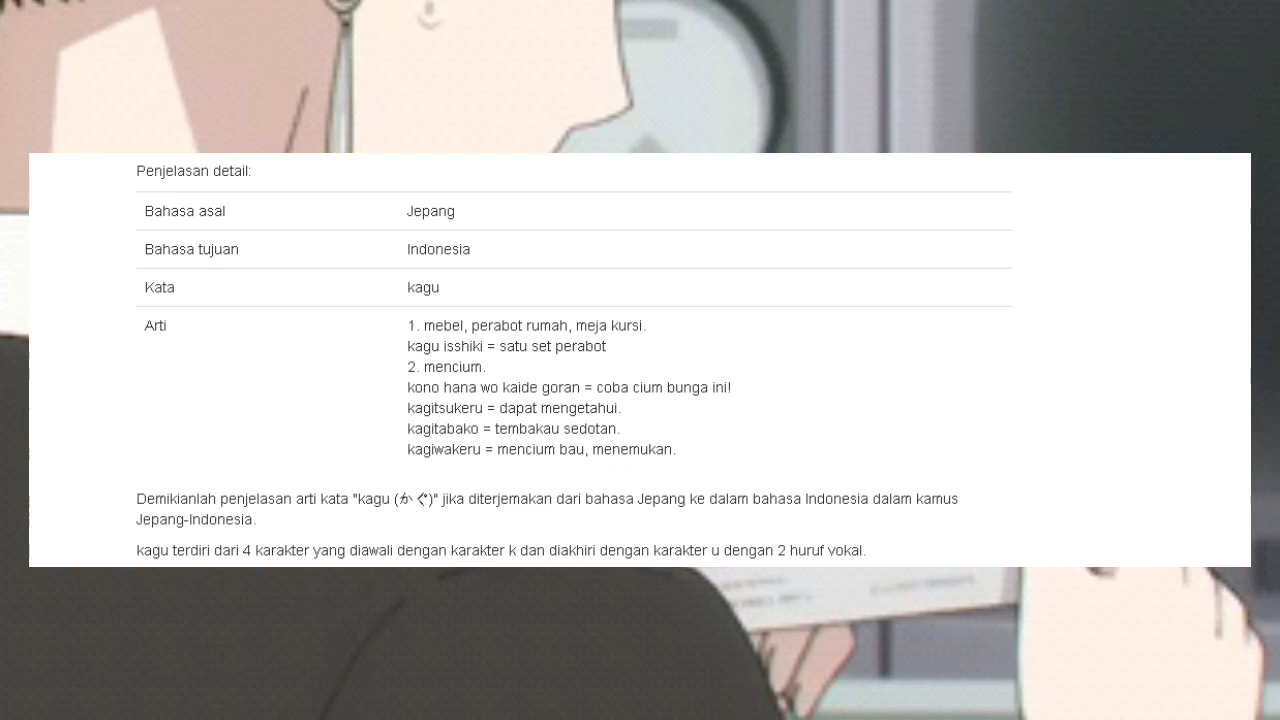 Penjelasan detail:
Bahasa asal Jepang
Bahasa tujuan Indonesia
Kata kagu
Arti 1. mebel, perabot rumah, meja kursi.
kagu isshiki = satu set perabot
2. mencium.
kono hana wo kaide goran = coba cium bunga ini!
kagitsukeru = dapat mengetahui.
kagitabako = tembakau sedotan.
kagiwakeru = mencium bau, menemukan.
Demikianlah penjelasan arti kata "kagu (かぐ)" jika diterjemakan dari bahasa Jepang ke dalam bahasa Indonesia dalam kamus
Jepang-Indonesia.
kagu terdiri dari 4 karakter yang diawali dengan karakter k dan diakhiri dengan karakter u dengan 2 huruf vokal.